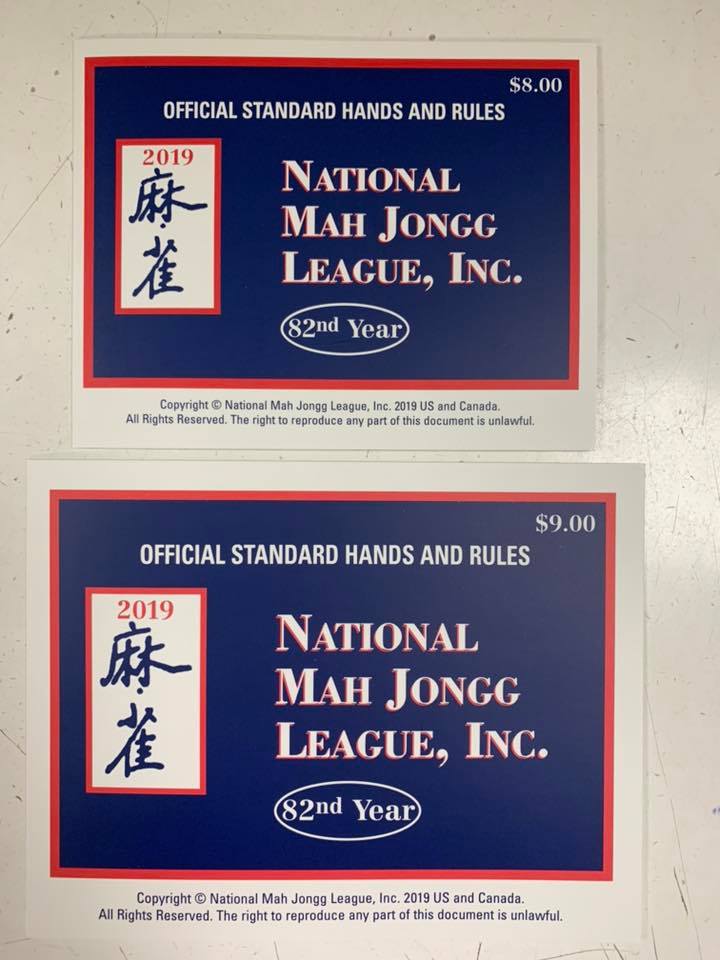 $8.00
OFFICIAL STANDARD HANDS AND RULES
2019
麻
雀
NATIONAL
MAH JONGG
LEAGUE, INC.
82nd Year
Copyright © National Mah Jongg League, Inc. 2019 US and Canada.
All Rights Reserved. The right to reproduce any part of this document is unlawful.
$9.00
OFFICIAL STANDARD HANDS AND RULES
2019
麻
雀
NATIONAL
MAH JONGG
LEAGUE, INC.
82nd Year
Copyright © National Mah Jongg League, Inc. 2019 US and Canada.
All Rights Reserved. The right to reproduce any part of this document is unlawful.